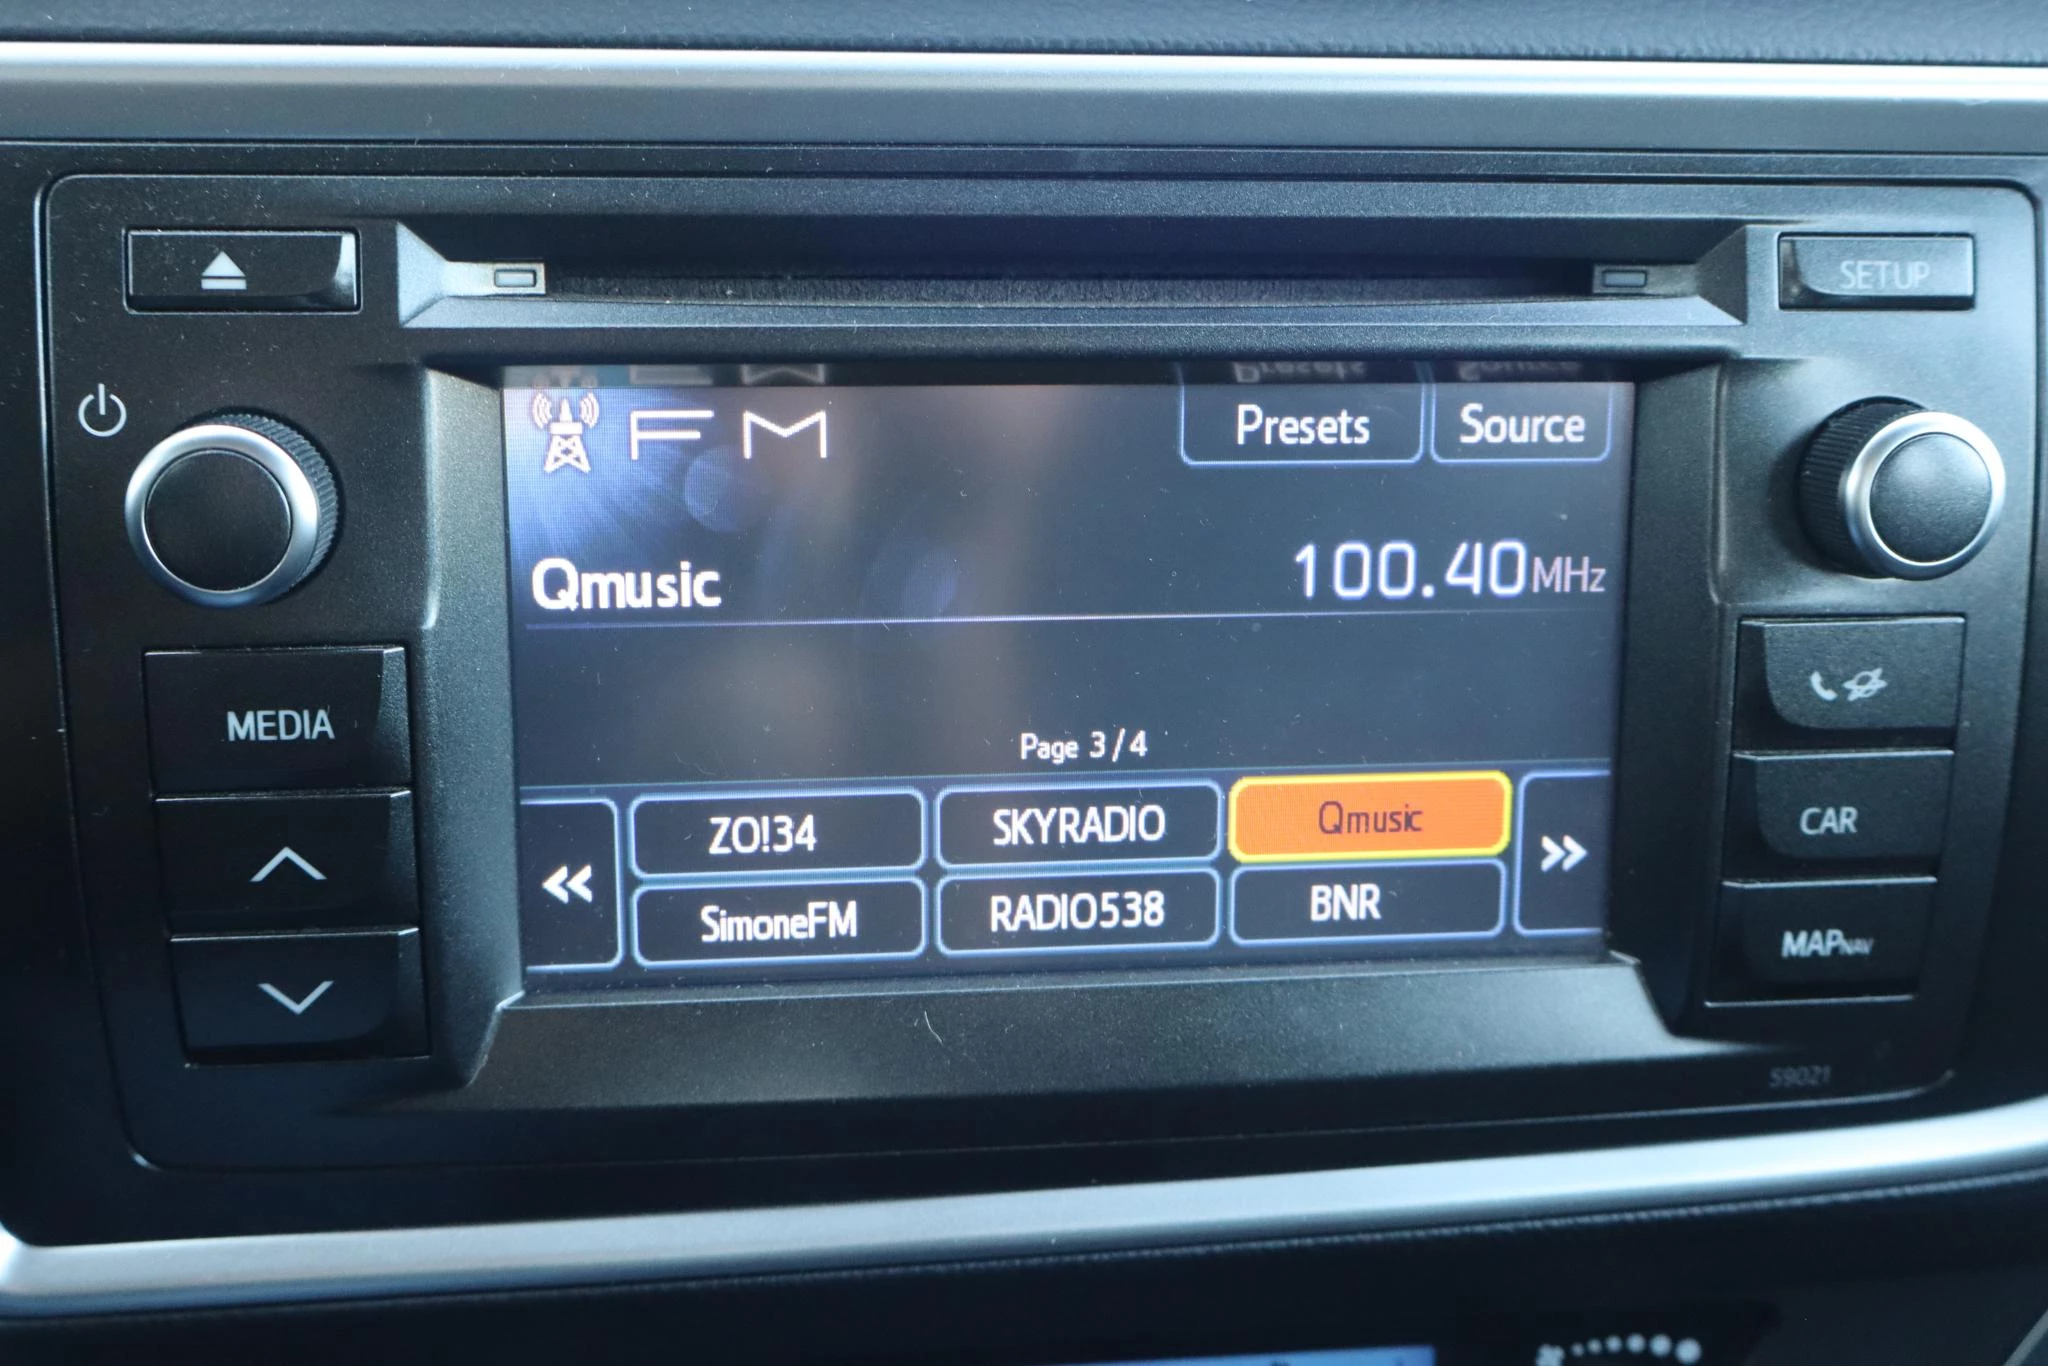 SETUP
FM
Presets
Source
Qmusic
100.40MHz
MEDIA
Page 3/4
ZO!34
SKYRADIO
Qmusic
SimoneFM
RADIO538
BNR
CAR
MAPNAV
59021